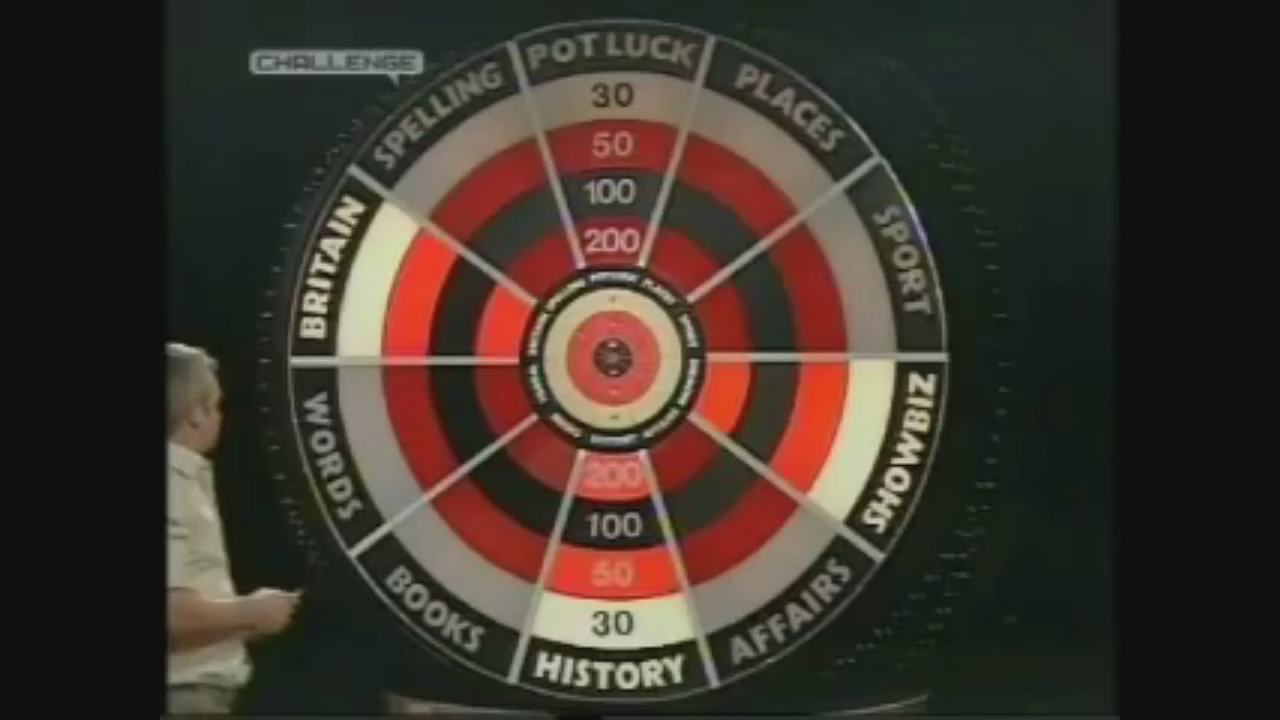 CHALLENGE
POT LUCK
PLACES
SPORT
SHOWBIZ
AFFAIRS
HISTORY
BOOKS
WORDS
BRITAIN
SPELLING
30
50
100
200
200
100
50
30